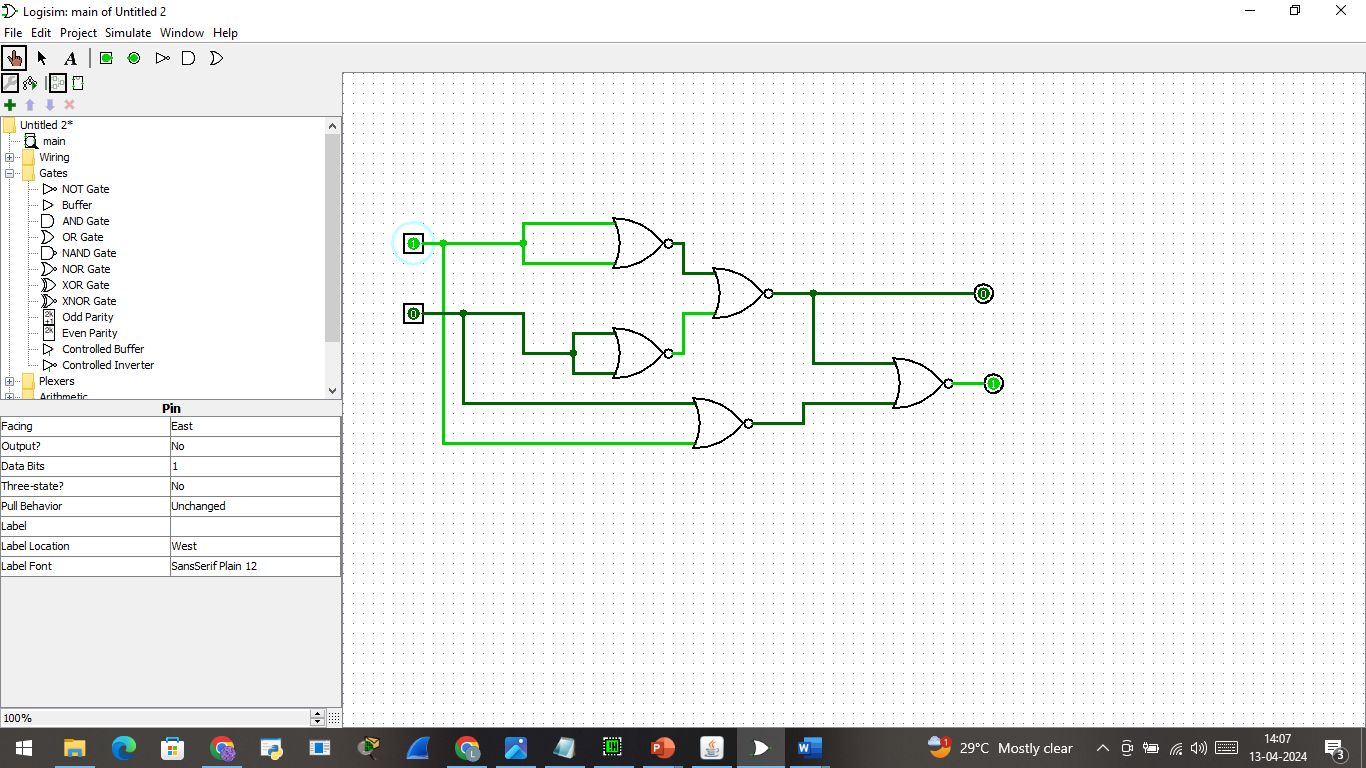 Logisim: main of Untitled 2
File Edit Project Simulate Window Help
A
Untitled 2*
main
Wiring
Gates
NOT Gate
Buffer
AND Gate
OR Gate
NAND Gate
NOR Gate
XOR Gate
XNOR Gate
Odd Parity
Even Parity
Controlled Buffer
Controlled Inverter
Plexers
Arithmetic
Pin
Facing East
Output? No
Data Bits 1
Three-state? No
Pull Behavior Unchanged
Label
Label Location West
Label Font SansSerif Plain 12
100%
1
0
0
1
1 29°C Mostly clear
14:07
13-04-2024
3